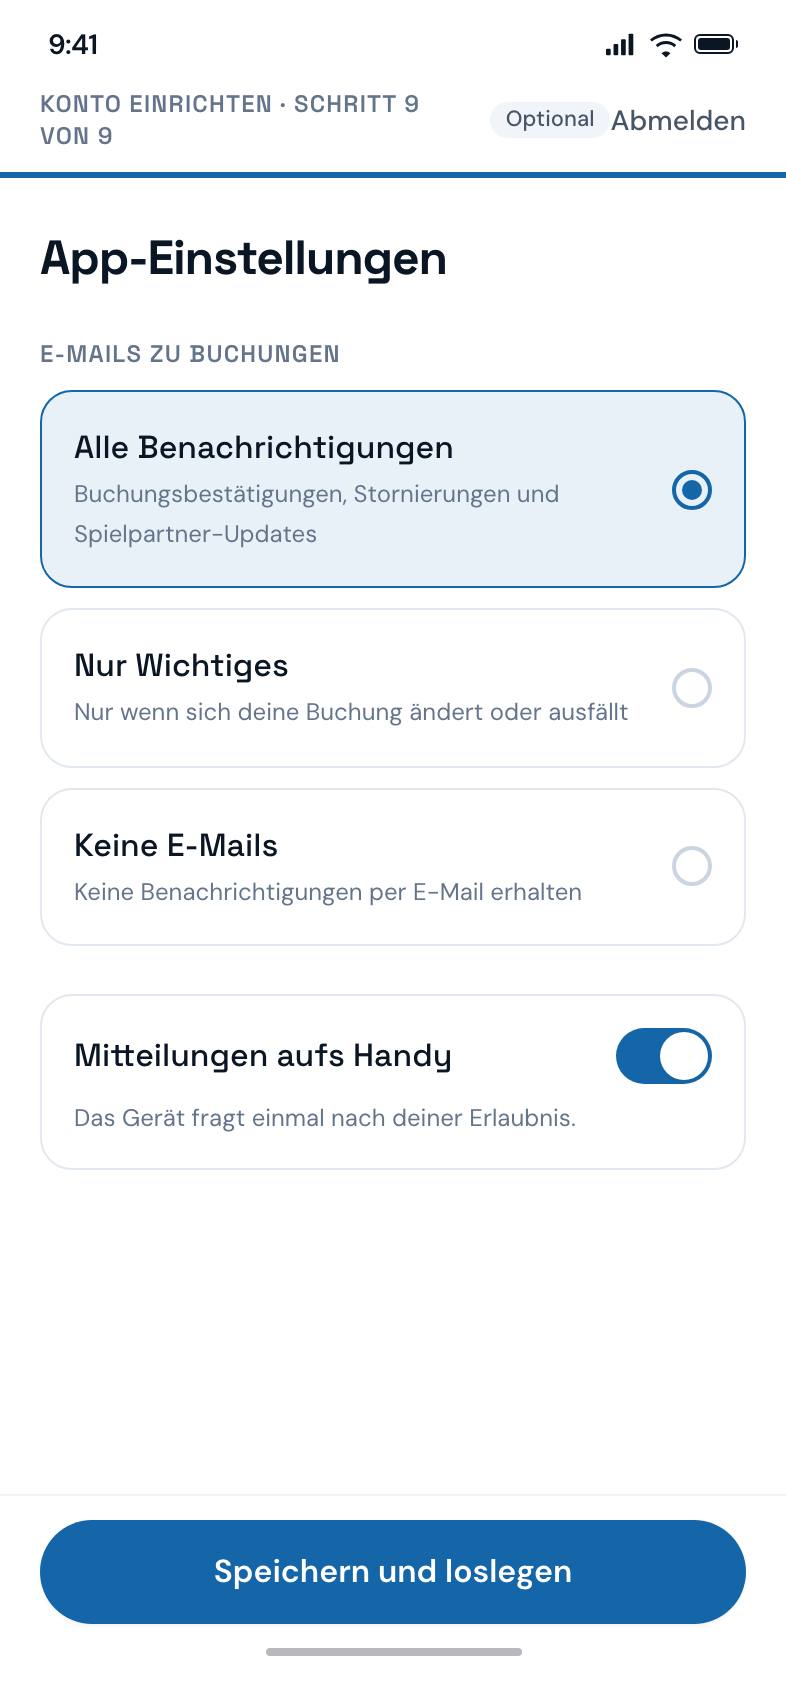 9:41
KONTO EINRICHTEN · SCHRITT 9
VON 9
Optional
Abmelden
App-Einstellungen
E-MAILS ZU BUCHUNGEN
Alle Benachrichtigungen
Buchungsbestätigungen, Stornierungen und
Spielpartner-Updates
Nur Wichtiges
Nur wenn sich deine Buchung ändert oder ausfällt
Keine E-Mails
Keine Benachrichtigungen per E-Mail erhalten
Mitteilungen aufs Handy
Das Gerät fragt einmal nach deiner Erlaubnis.
Speichern und loslegen